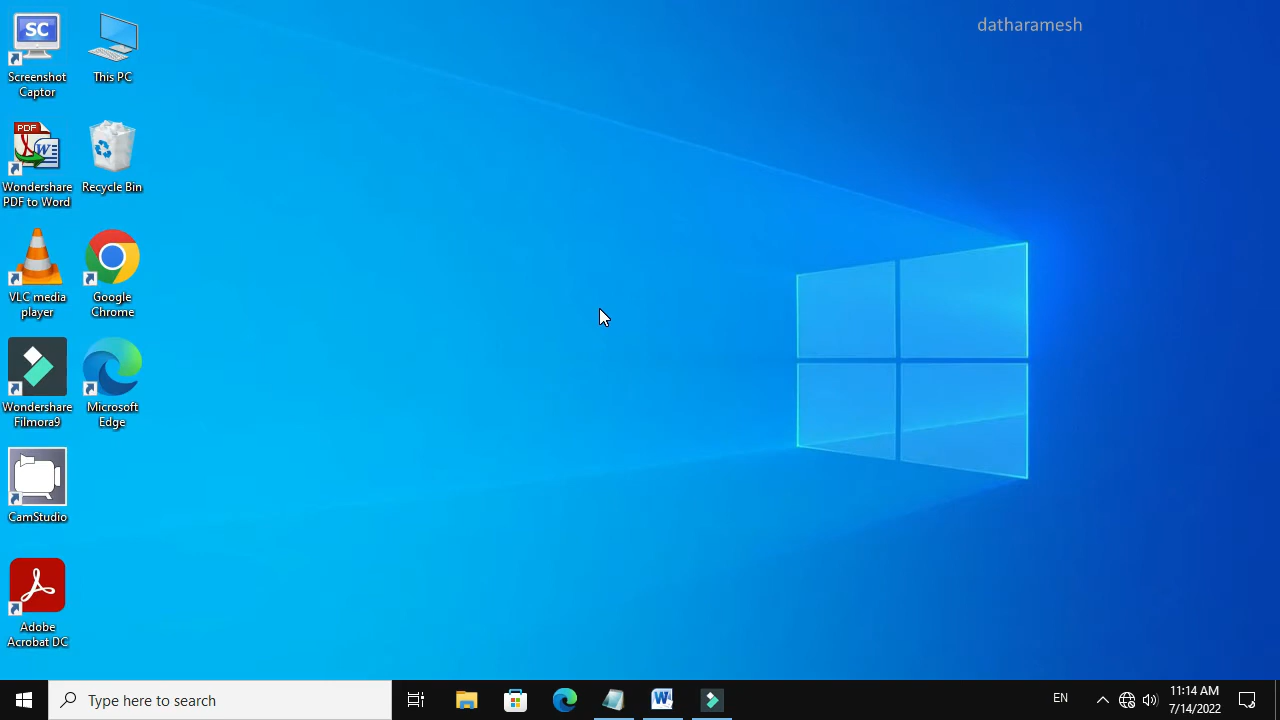 datharamesh
SC
Screenshot
Captor
This PC
PDF
W
Wondershare
PDF to Word
Recycle Bin
VLC media
player
Google
Chrome
Wondershare
Filmora9
Microsoft
Edge
CamStudio
Adobe
Acrobat DC
Type here to search
W
EN
11:14 AM
7/14/2022